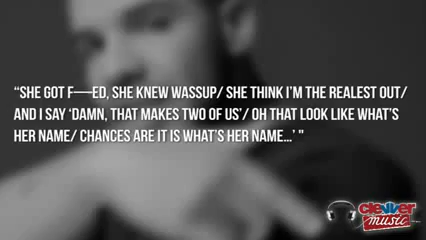 “SHE GOT F—ED, SHE KNEW WASSUP/ SHE THINK I’M THE REALEST OUT/
AND I SAY ‘DAMN, THAT MAKES TWO OF US’/ OH THAT LOOK LIKE WHAT’S
HER NAME/ CHANCES ARE IT IS WHAT’S HER NAME...’ "
clevver
music